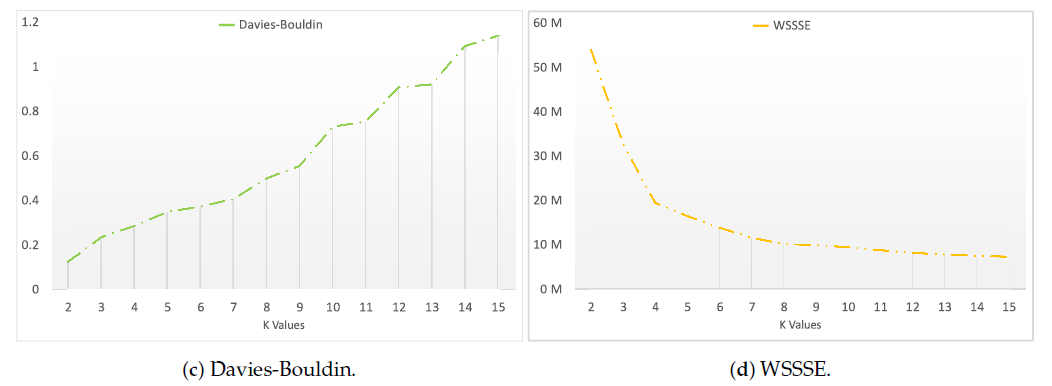 Davies-Bouldin
1.2
1
0.8
0.6
0.4
0.2
0
2 3 4 5 6 7 8 9 10 11 12 13 14 15
K Values
(c) Davies-Bouldin.
WSSSE
60 M
50 M
40 M
30 M
20 M
10 M
0 M
2 3 4 5 6 7 8 9 10 11 12 13 14 15
K Values
(d) WSSSE.